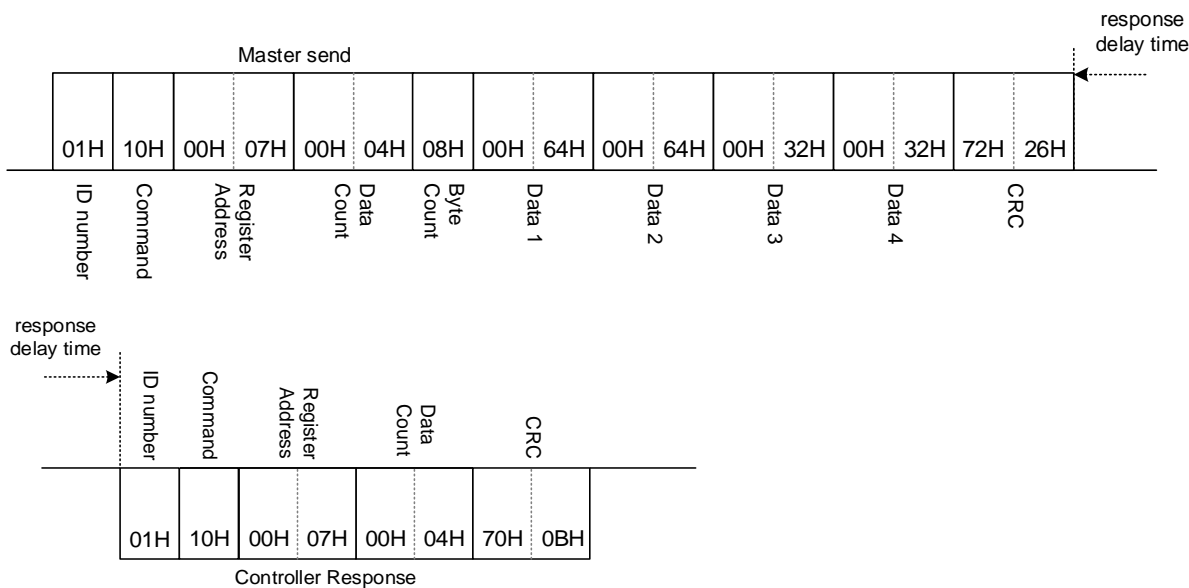 response
delay time
Master send
01H 10H 00H 07H 00H 04H 08H 00H 64H 00H 64H 00H 32H 00H 32H 72H 26H
ID number
Command
Register
Address
Data
Count
Byte
Count
Data 1
Data 2
Data 3
Data 4
CRC
response
delay time
ID number
Command
Register
Address
Data
Count
CRC
01H 10H 00H 07H 00H 04H 70H 0BH
Controller Response